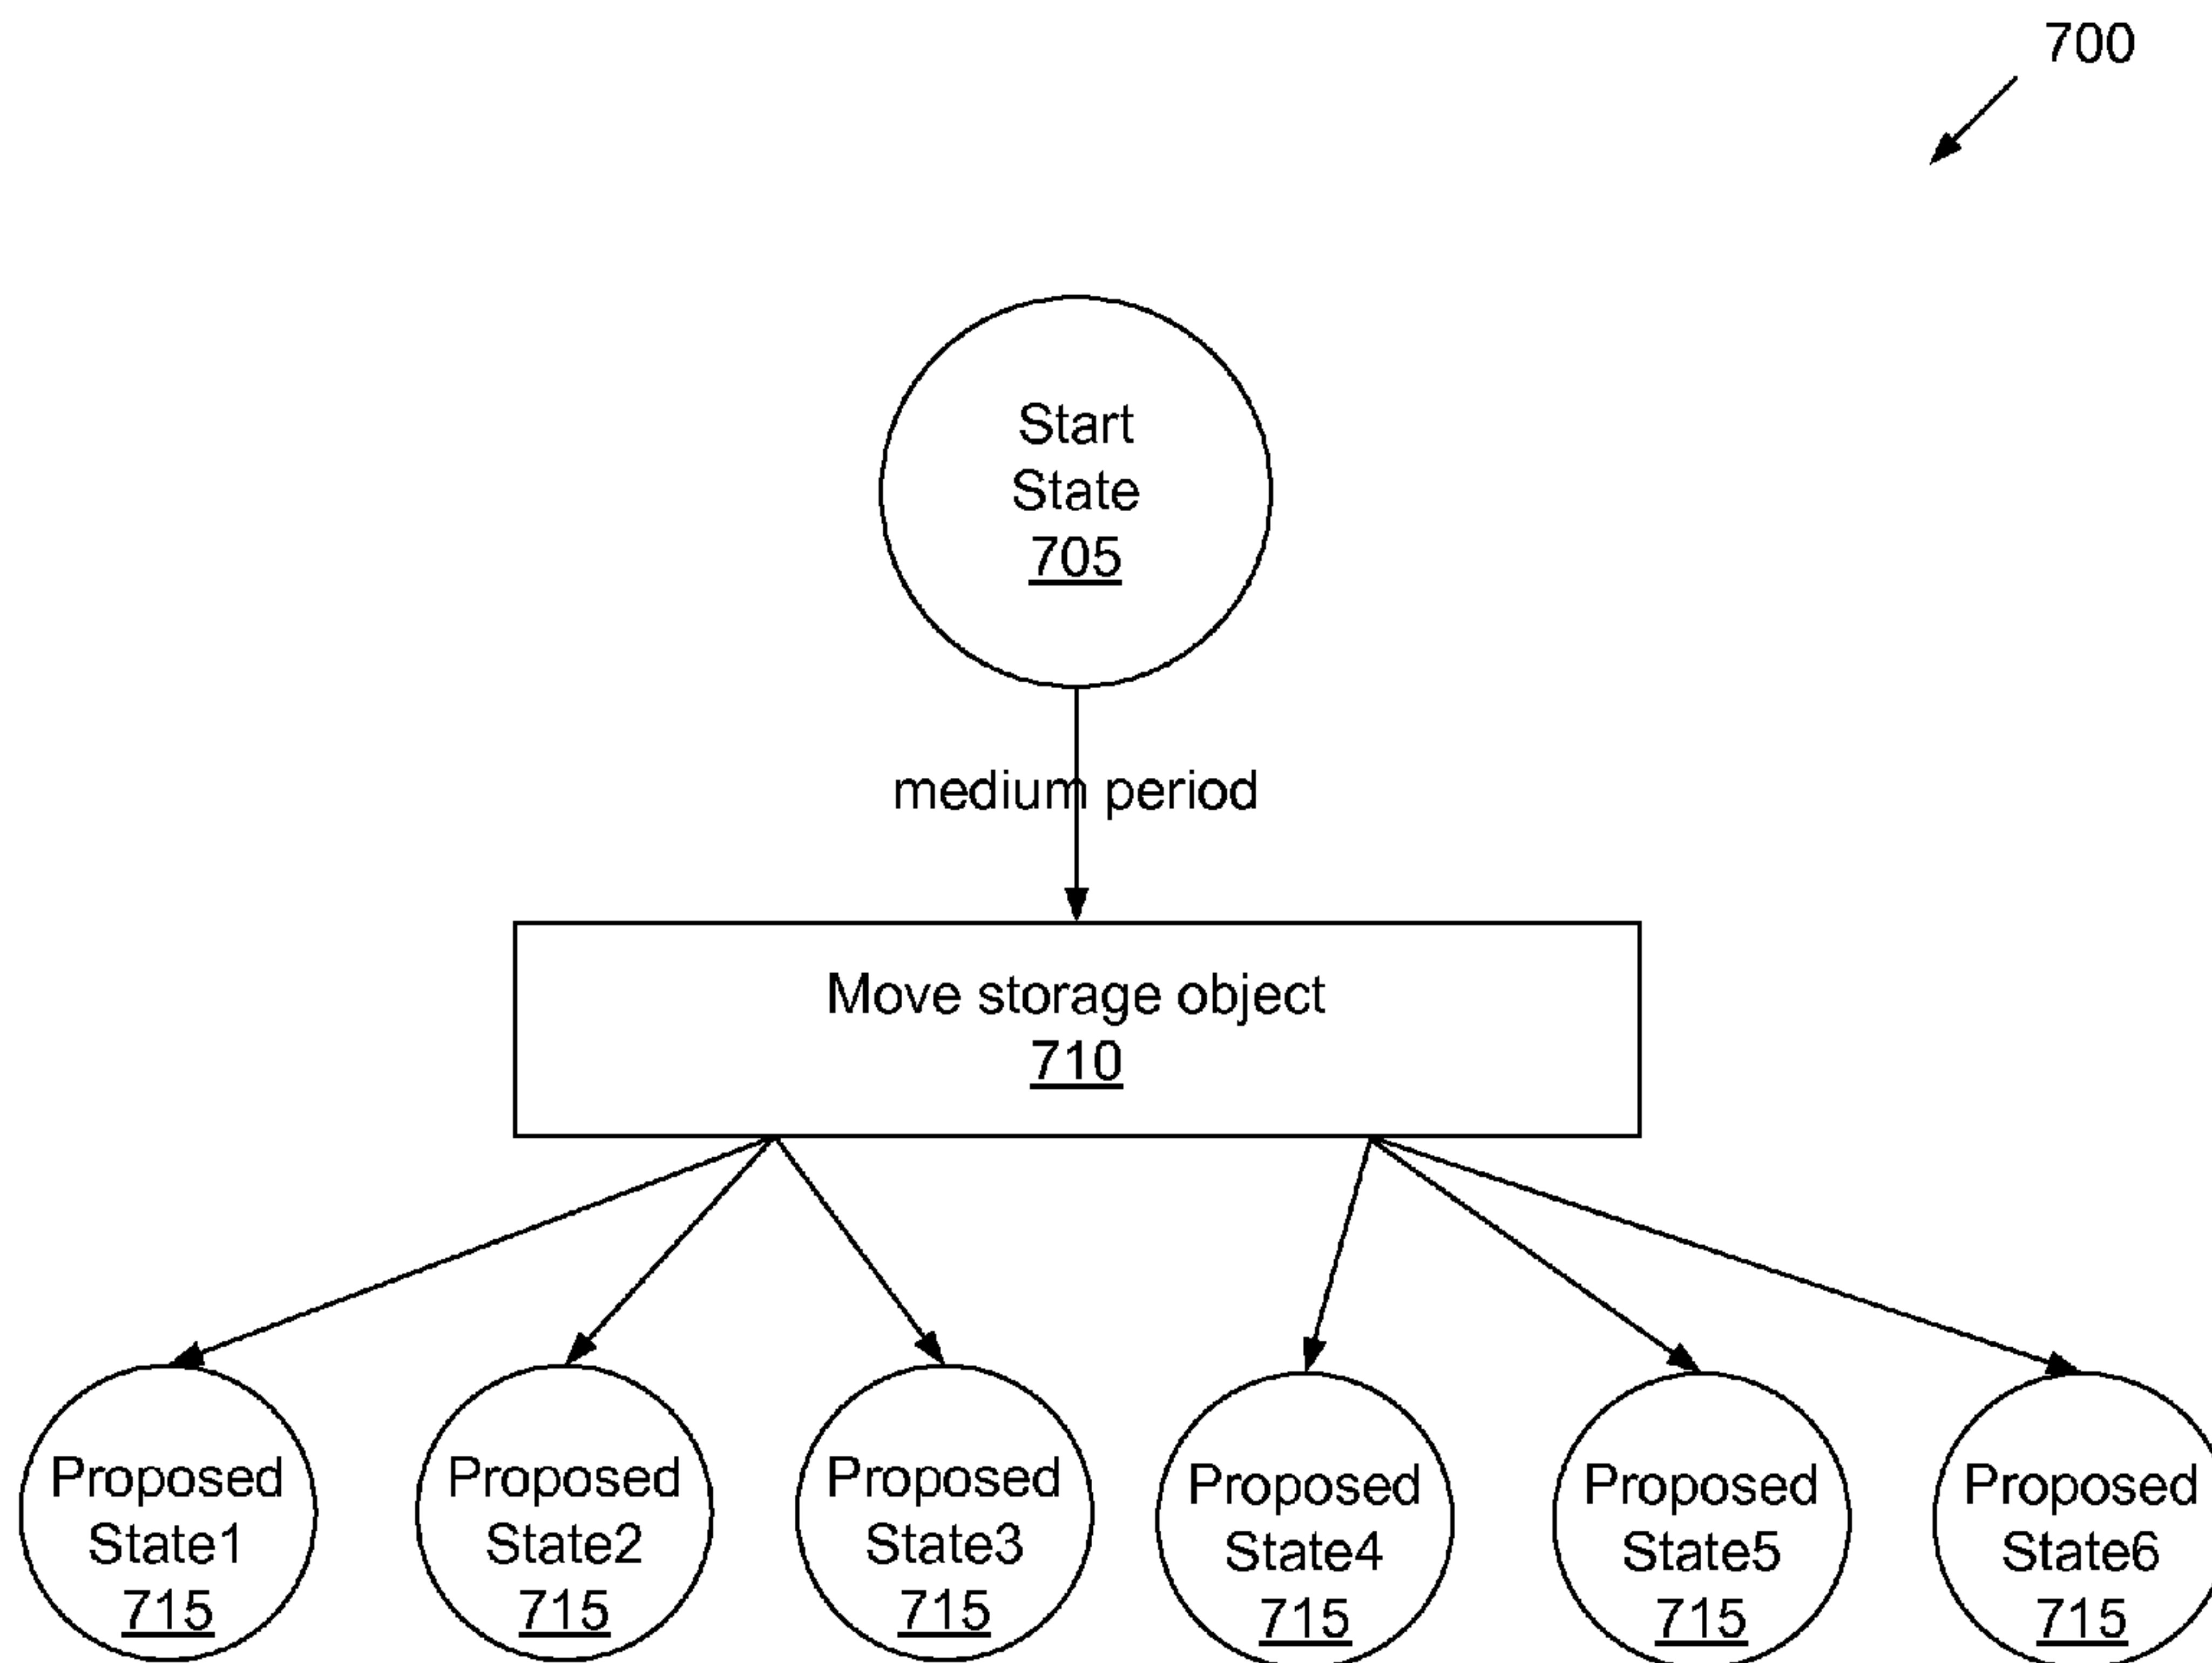 700
Start
State
705
medium period
Move storage object
710
Proposed
State1
715
Proposed
State2
715
Proposed
State3
715
Proposed
State4
715
Proposed
State5
715
Proposed
State6
715